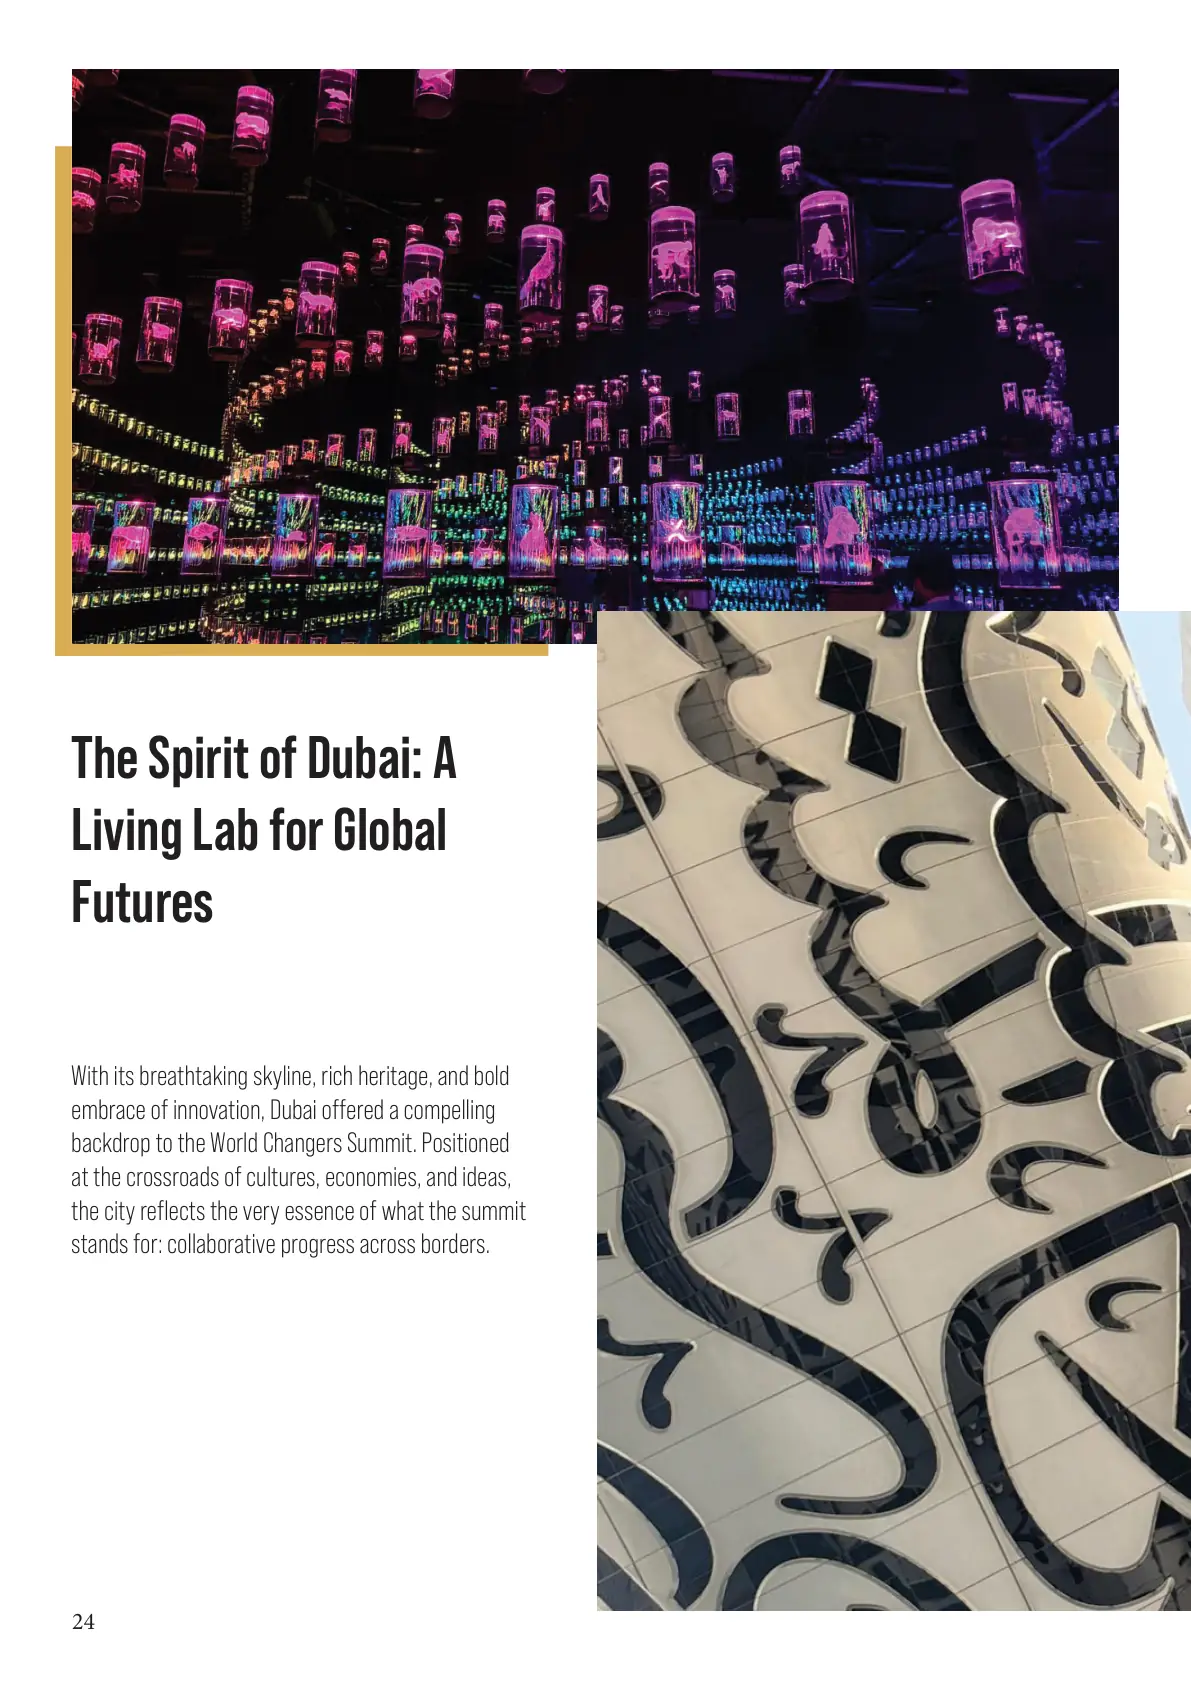 The Spirit of Dubai: A
Living Lab for Global
Futures
With its breathtaking skyline, rich heritage, and bold
embrace of innovation, Dubai offered a compelling
backdrop to the World Changers Summit. Positioned
at the crossroads of cultures, economies, and ideas,
the city reflects the very essence of what the summit
stands for: collaborative progress across borders.
24